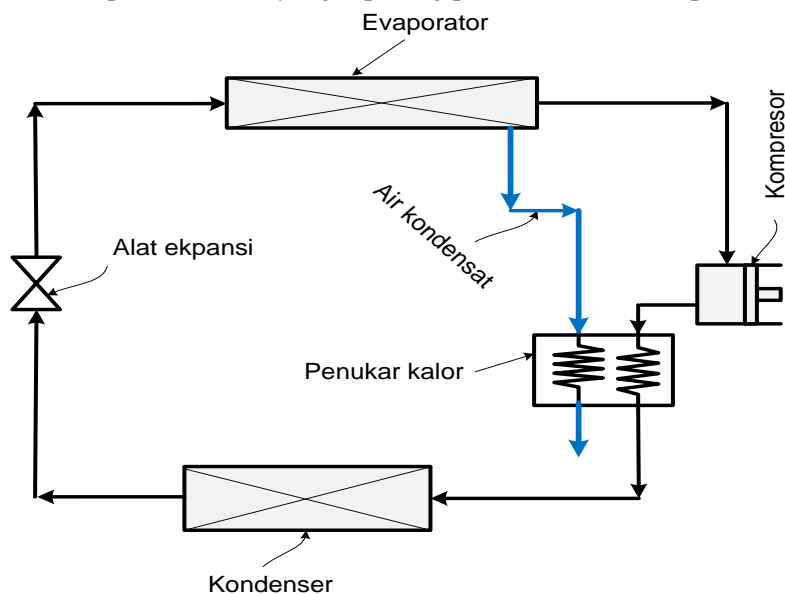 Evaporator
Kompresor
Air kondensat
Alat ekpansi
Penukar kalor
Kondenser